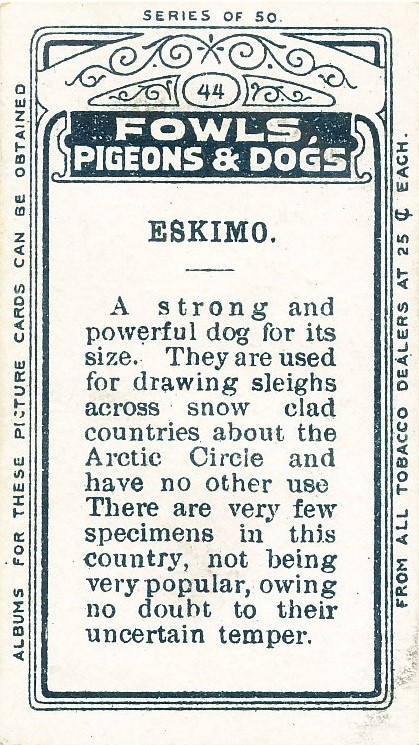 SERIES OF 50.
44
FOWLS,
PIGEONS & DOGS
ESKIMO.
A strong and
powerful dog for its
size. They are used
for drawing sleighs
across snow clad
countries about the
Arctic Circle and
have no other use
There are very few
specimens in this
country, not being
very popular, owing
no doubt to their
uncertain temper.
ALBUMS FOR THESE PICTURE CARDS CAN BE OBTAINED
FROM ALL TOBACCO DEALERS AT 25 ¢ EACH.